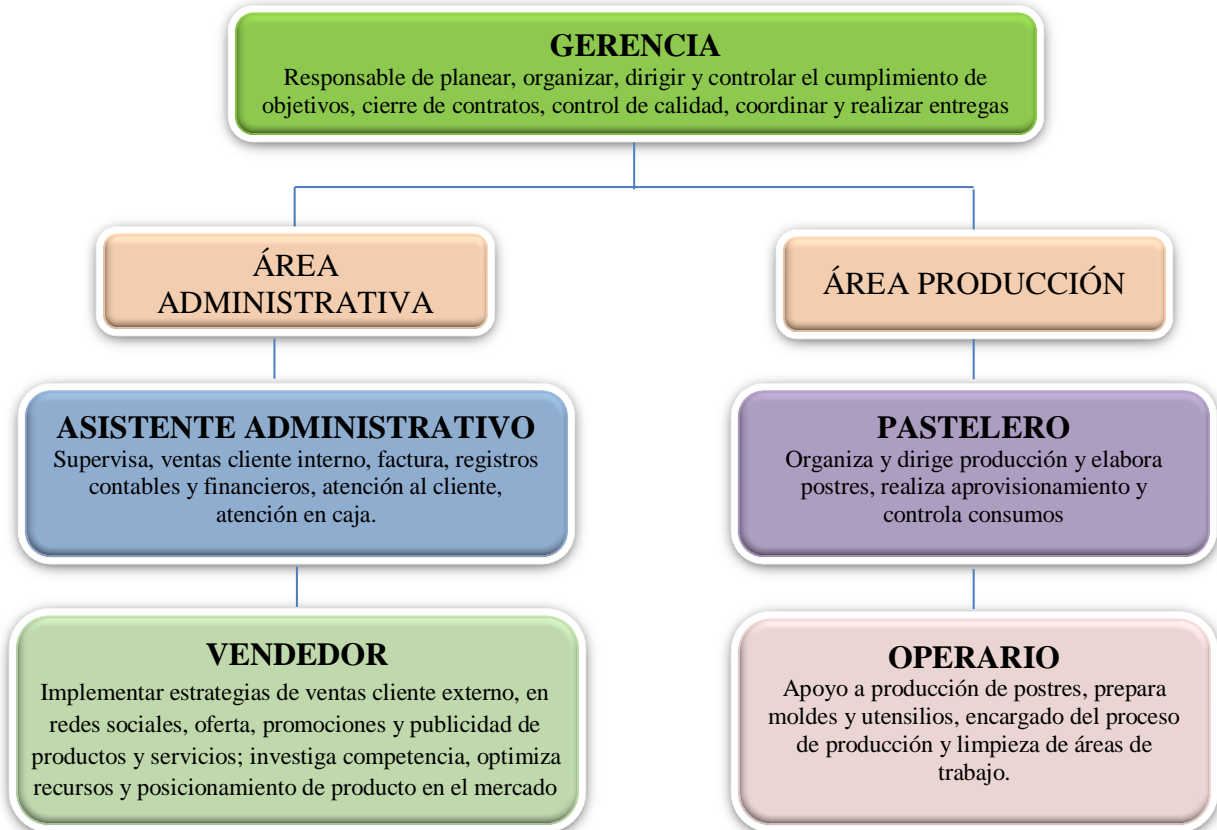 GERENCIA
Responsable de planear, organizar, dirigir y controlar el cumplimiento de
objetivos, cierre de contratos, control de calidad, coordinar y realizar entregas
ÁREA
ADMINISTRATIVA
ÁREA PRODUCCIÓN
ASISTENTE ADMINISTRATIVO
Supervisa, ventas cliente interno, factura, registros
contables y financieros, atención al cliente,
atención en caja.
PASTELERO
Organiza y dirige producción y elabora
postres, realiza aprovisionamiento y
controla consumos
VENDEDOR
Implementar estrategias de ventas cliente externo, en
redes sociales, oferta, promociones y publicidad de
productos y servicios; investiga competencia, optimiza
recursos y posicionamiento de producto en el mercado
OPERARIO
Apoyo a producción de postres, prepara
moldes y utensilios, encargado del proceso
de producción y limpieza de áreas de
trabajo.